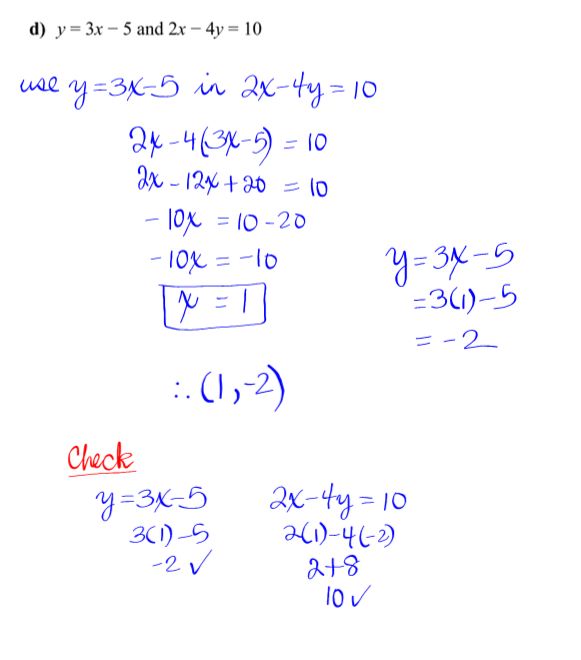 d) y = 3x – 5 and 2x – 4y = 10
use y=3x-5 in 2x-4y=10
2x-4(3x-5) = 10
2x-12x+20 = 10
-10x = 10-20
-10x = -10
x = 1
y=3x-5
=3(1)-5
= -2
∴ (1,-2)
Check
y=3x-5
3(1)-5
-2 ✓
2x-4y=10
2(1)-4(-2)
2+8
10 ✓